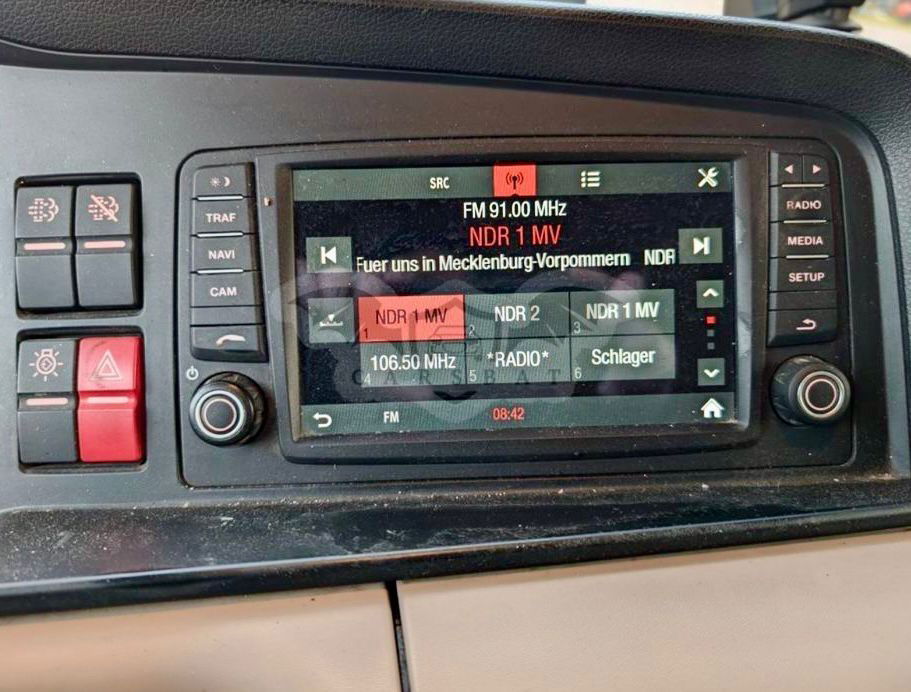 SRC
FM 91.00 MHz
NDR 1 MV
Fuer uns in Mecklenburg-Vorpommern NDR
NDR 1 MV NDR 2 NDR 1 MV
1 2 3
106.50 MHz *RADIO* Schlager
4 5 6
CARSBAT
FM 08:42
TRAF
NAVI
CAM
RADIO
MEDIA
SETUP